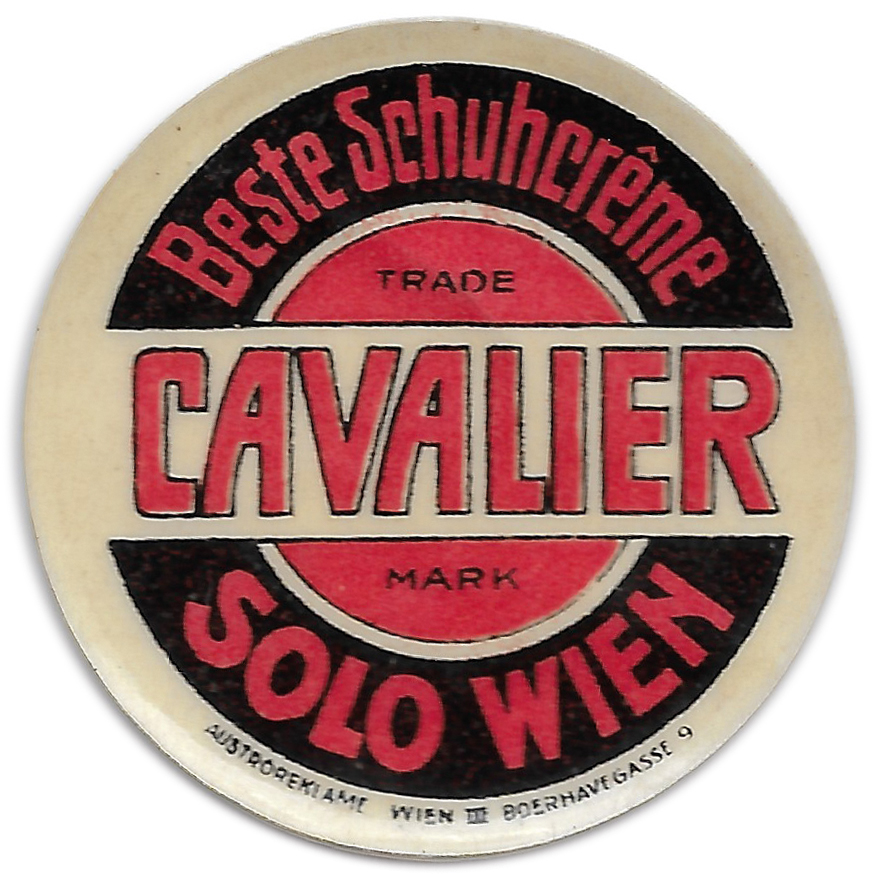 Beste Schuhcrême
TRADE
CAVALIER
MARK
SOLO WIEN
AUSTROREKLAME WIEN III BOERHAVEGASSE 9